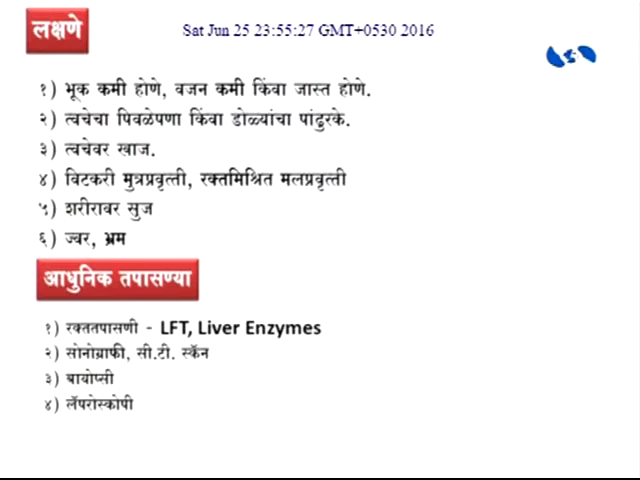 लक्षणे
Sat Jun 25 23:55:27 GMT+0530 2016
१) भूक कमी होणे, वजन कमी किंवा जास्त होणे.
२) त्वचेचा पिवळेपणा किंवा डोळ्यांचा पांढुरके.
३) त्वचेवर खाज.
४) विटकरी मुत्रप्रवृत्ती, रक्तमिश्रित मलप्रवृत्ती
५) शरीरावर सुज
६) ज्वर, भ्रम
आधुनिक तपासण्या
१) रक्ततपासणी - LFT, Liver Enzymes
२) सोनोग्राफी, सी.टी. स्कॅन
३) बायोप्सी
४) लॅपरोस्कोपी